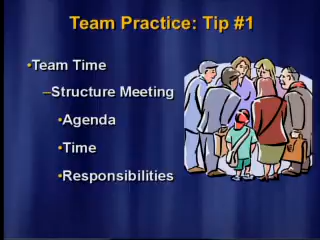 Team Practice: Tip #1
•Team Time
–Structure Meeting
•Agenda
•Time
•Responsibilities